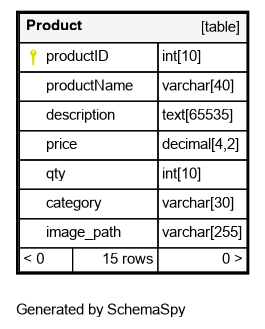 Product [table]
productID int[10]
productName varchar[40]
description text[65535]
price decimal[4,2]
qty int[10]
category varchar[30]
image_path varchar[255]
< 0 15 rows 0 >
Generated by SchemaSpy